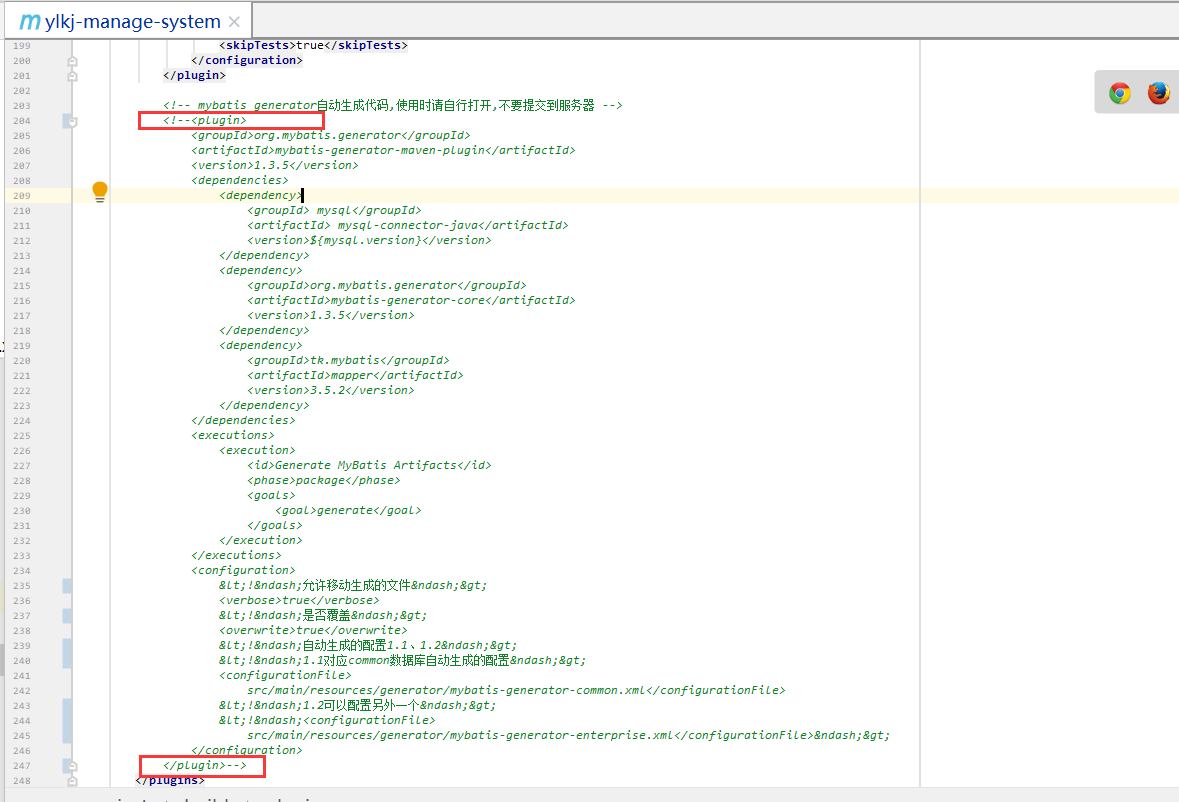 m ylkj-manage-system ×
199 <skipTests>true</skipTests>
200 </configuration>
201 </plugin>
202
203 <!-- mybatis generator自动生成代码,使用时请自行打开,不要提交到服务器 -->
204 <!--<plugin>
205 <groupId>org.mybatis.generator</groupId>
206 <artifactId>mybatis-generator-maven-plugin</artifactId>
207 <version>1.3.5</version>
208 <dependencies>
209 <dependency>
210 <groupId> mysql</groupId>
211 <artifactId> mysql-connector-java</artifactId>
212 <version>${mysql.version}</version>
213 </dependency>
214 <dependency>
215 <groupId>org.mybatis.generator</groupId>
216 <artifactId>mybatis-generator-core</artifactId>
217 <version>1.3.5</version>
218 </dependency>
219 <dependency>
220 <groupId>tk.mybatis</groupId>
221 <artifactId>mapper</artifactId>
222 <version>3.5.2</version>
223 </dependency>
224 </dependencies>
225 <executions>
226 <execution>
227 <id>Generate MyBatis Artifacts</id>
228 <phase>package</phase>
229 <goals>
230 <goal>generate</goal>
231 </goals>
232 </execution>
233 </executions>
234 <configuration>
235 &lt;!&ndash;允许移动生成的文件&ndash;&gt;
236 <verbose>true</verbose>
237 &lt;!&ndash;是否覆盖&ndash;&gt;
238 <overwrite>true</overwrite>
239 &lt;!&ndash;自动生成的配置1.1、1.2&ndash;&gt;
240 &lt;!&ndash;1.1对应common数据库自动生成的配置&ndash;&gt;
241 <configurationFile>
242 src/main/resources/generator/mybatis-generator-common.xml</configurationFile>
243 &lt;!&ndash;1.2可以配置另外一个&ndash;&gt;
244 &lt;!&ndash;<configurationFile>
245 src/main/resources/generator/mybatis-generator-enterprise.xml</configurationFile>&ndash;&gt;
246 </configuration>
247 </plugin>-->
248 </plugins>